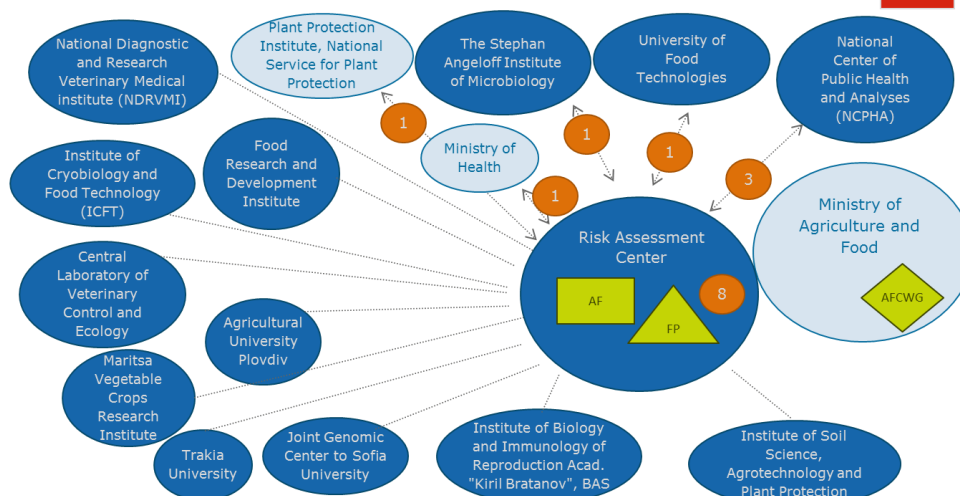 National Diagnostic
and Research
Veterinary Medical
institute (NDRVMI)
Plant Protection
Institute, National
Service for Plant
Protection
The Stephan
Angeloff Institute
of Microbiology
University of
Food
Technologies
National
Center of
Public Health
and Analyses
(NCPHA)
1
1
1
3
Ministry of
Health
1
Institute of
Cryobiology and
Food Technology
(ICFT)
Food
Research and
Development
Institute
Ministry of
Agriculture and
Food
AFCWG
Risk Assessment
Center
AF
FP
8
Central
Laboratory of
Veterinary
Control and
Ecology
Agricultural
University
Plovdiv
Maritsa
Vegetable
Crops
Research
Institute
Trakia
University
Joint Genomic
Center to Sofia
University
Institute of Biology
and Immunology of
Reproduction Acad.
"Kiril Bratanov", BAS
Institute of Soil
Science,
Agrotechnology and
Plant Protection